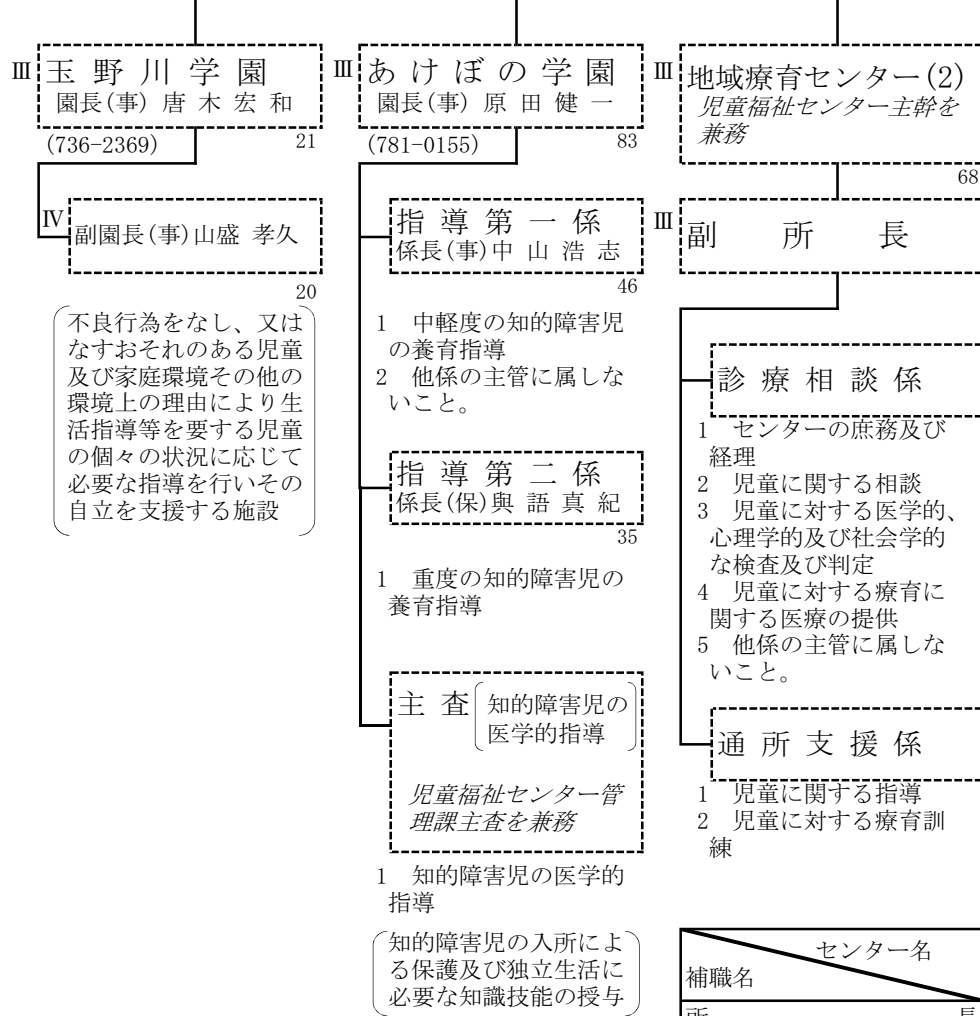 Ⅲ 玉野川学園
園長(事) 唐木宏和
(736-2369) 21
Ⅳ 副園長(事)山盛 孝久
20
不良行為をなし、又は
なすおそれのある児童
及び家庭環境その他の
環境上の理由により生
活指導等を要する児童
の個々の状況に応じて
必要な指導を行いその
自立を支援する施設
Ⅲ あけぼの学園
園長(事) 原田健一
(781-0155) 83
指導第一係
係長(事)中山浩志
46
1 中軽度の知的障害児
の養育指導
2 他係の主管に属しな
いこと。
指導第二係
係長(保)與語真紀
35
1 重度の知的障害児の
養育指導
主査 知的障害児の
医学的指導
児童福祉センター管
理課主査を兼務
1 知的障害児の医学的
指導
知的障害児の入所によ
る保護及び独立生活に
必要な知識技能の授与
Ⅲ 地域療育センター(2)
児童福祉センター主幹を
兼務
68
Ⅲ 副所長
診療相談係
1 センターの庶務及び
経理
2 児童に関する相談
3 児童に対する医学的、
心理学的及び社会学的
な検査及び判定
4 児童に対する療育に
関する医療の提供
5 他係の主管に属しな
いこと。
通所支援係
1 児童に関する指導
2 児童に対する療育訓
練
センター名
補職名
所長